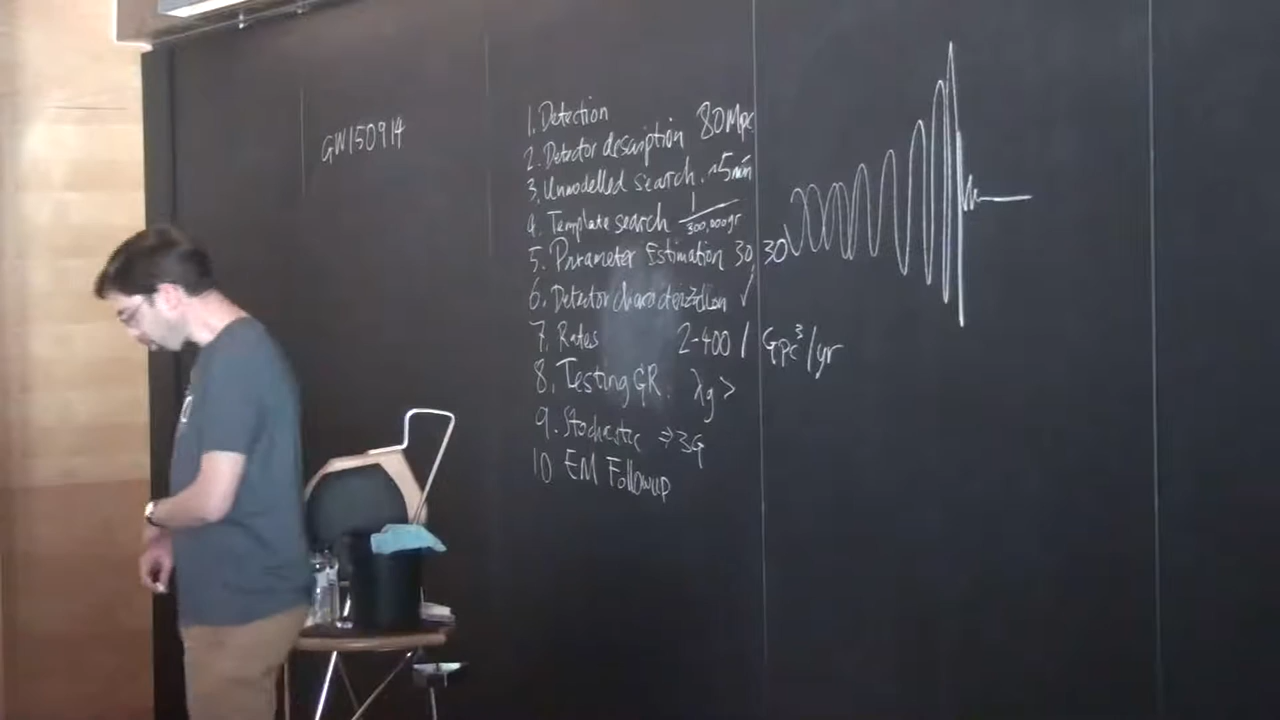 GW150914
1. Detection
2. Detector description 80Mpc
3. Unmodelled search. ~5min
4. Template search 1/300,000yr
5. Parameter Estimation 30, 30
6. Detector characterization ✓
7. Rates 2-400 / Gpc³/yr
8. Testing GR. λg >
9. Stochastic ⇒ 3G
10 EM Followup